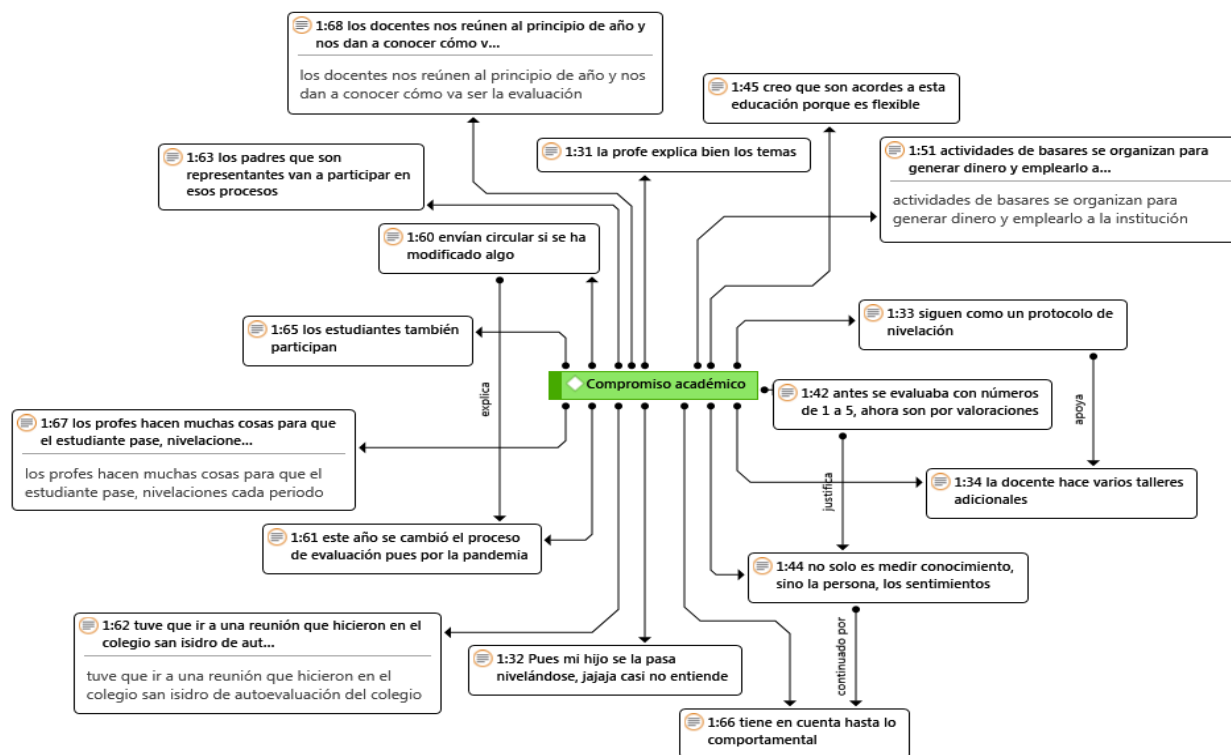 1:68 los docentes nos reúnen al principio de año y
nos dan a conocer cómo v...
los docentes nos reúnen al principio de año y
nos dan a conocer cómo va ser la evaluación
1:45 creo que son acordes a esta
educación porque es flexible
1:63 los padres que son
representantes van a participar en
esos procesos
1:31 la profe explica bien los temas
1:51 actividades de basares se organizan para
generar dinero y emplearlo a...
actividades de basares se organizan para
generar dinero y emplearlo a la institución
1:60 envían circular si se ha
modificado algo
1:65 los estudiantes también
participan
1:33 siguen como un protocolo de
nivelación
Compromiso académico
explica
1:42 antes se evaluaba con números
de 1 a 5, ahora son por valoraciones
apoya
1:67 los profes hacen muchas cosas para que
el estudiante pase, nivelacione...
los profes hacen muchas cosas para que el
estudiante pase, nivelaciones cada periodo
justifica
1:34 la docente hace varios talleres
adicionales
1:61 este año se cambió el proceso
de evaluación pues por la pandemia
1:44 no solo es medir conocimiento,
sino la persona, los sentimientos
1:62 tuve que ir a una reunión que hicieron en el
colegio san isidro de aut...
tuve que ir a una reunión que hicieron en el
colegio san isidro de autoevaluación del colegio
1:32 Pues mi hijo se la pasa
nivelándose, jajaja casi no entiende
continuado por
1:66 tiene en cuenta hasta lo
comportamental